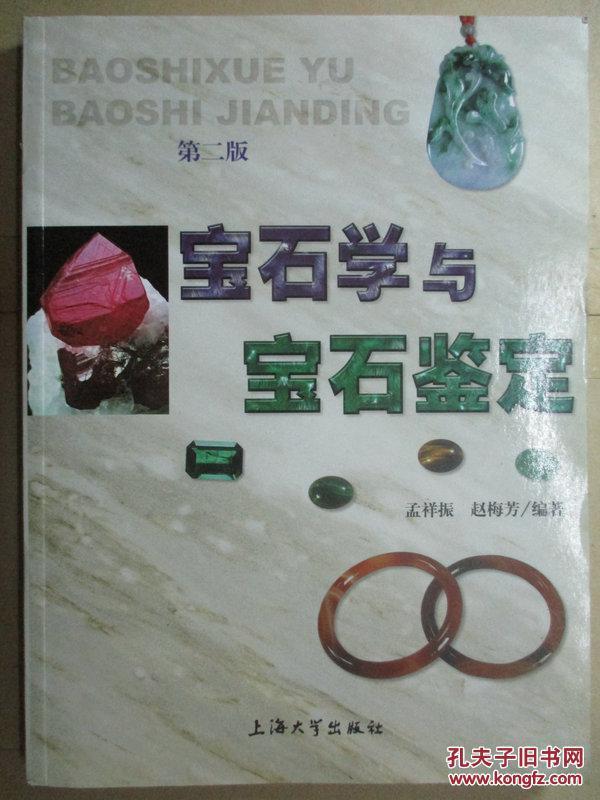 BAOSHIXUE YU
BAOSHI JIANDING
第二版
宝石学与
宝石鉴定
孟祥振 赵梅芳/编著
上海大学出版社
孔夫子旧书网
www.kongfz.com